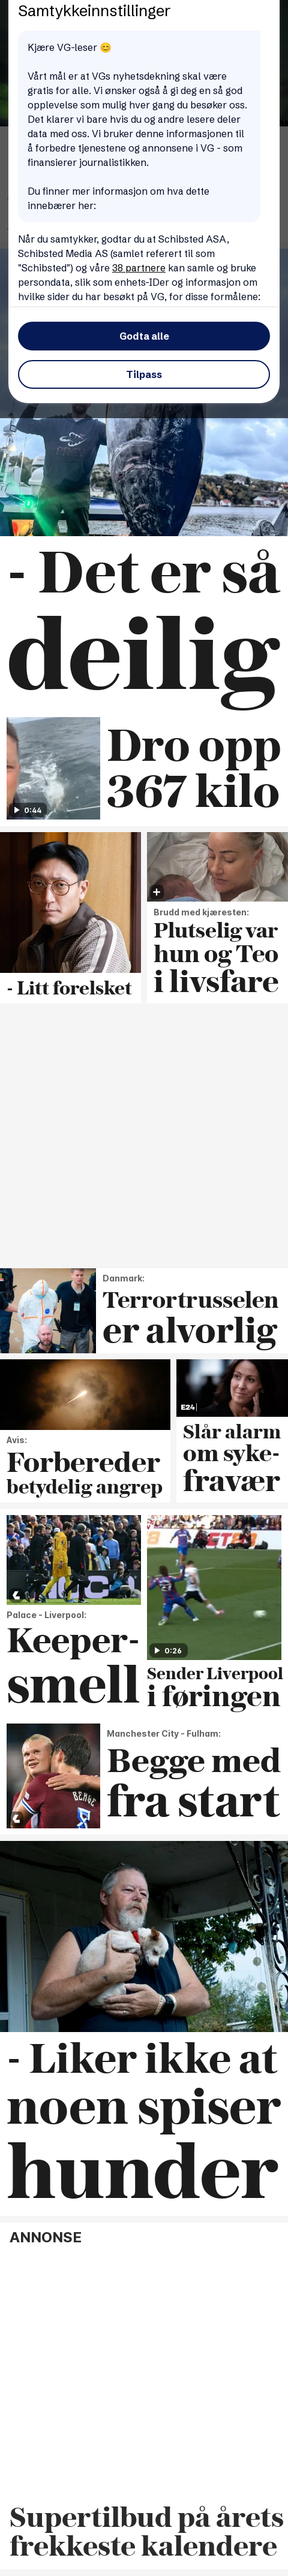 Samtykkeinnstillinger
Kjære VG-leser 😊
Vårt mål er at VGs nyhetsdekning skal være
gratis for alle. Vi ønsker også å gi deg en så god
opplevelse som mulig hver gang du besøker oss.
Det klarer vi bare hvis du og andre lesere deler
data med oss. Vi bruker denne informasjonen til
å forbedre tjenestene og annonsene i VG - som
finansierer journalistikken.
Du finner mer informasjon om hva dette
innebærer her:
Når du samtykker, godtar du at Schibsted ASA,
Schibsted Media AS (samlet referert til som
"Schibsted") og våre 38 partnere kan samle og bruke
persondata, slik som enhets-IDer og informasjon om
hvilke sider du har besøkt på VG, for disse formålene:
Godta alle
Tilpass
- Det er så
deilig
0:44
Dro opp
367 kilo
- Litt forelsket
Brudd med kjæresten:
Plutselig var
hun og Teo
i livsfare
Danmark:
Terrortrusselen
er alvorlig
Avis:
Forbereder
betydelig angrep
E24
Slår alarm
om syke-
fravær
Palace - Liverpool:
Keeper-
smell
0:26
Sender Liverpool
i føringen
BERGE
Manchester City - Fulham:
Begge med
fra start
- Liker ikke at
noen spiser
hunder
ANNONSE
Supertilbud på årets
frekkeste kalendere